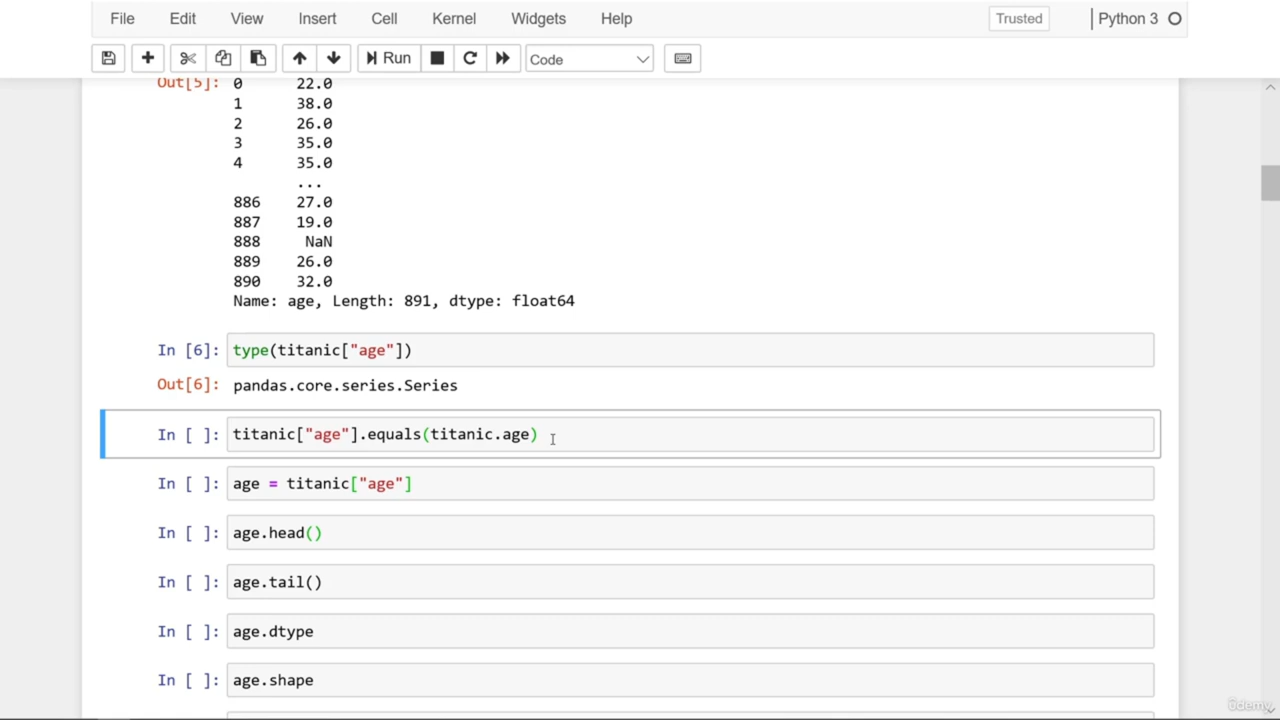 File Edit View Insert Cell Kernel Widgets Help Trusted Python 3
Run Code
Out[5]: 0 22.0
1 38.0
2 26.0
3 35.0
4 35.0
...
886 27.0
887 19.0
888 NaN
889 26.0
890 32.0
Name: age, Length: 891, dtype: float64
In [6]: type(titanic["age"])
Out[6]: pandas.core.series.Series
In [ ]: titanic["age"].equals(titanic.age)
In [ ]: age = titanic["age"]
In [ ]: age.head()
In [ ]: age.tail()
In [ ]: age.dtype
In [ ]: age.shape
ûdemy